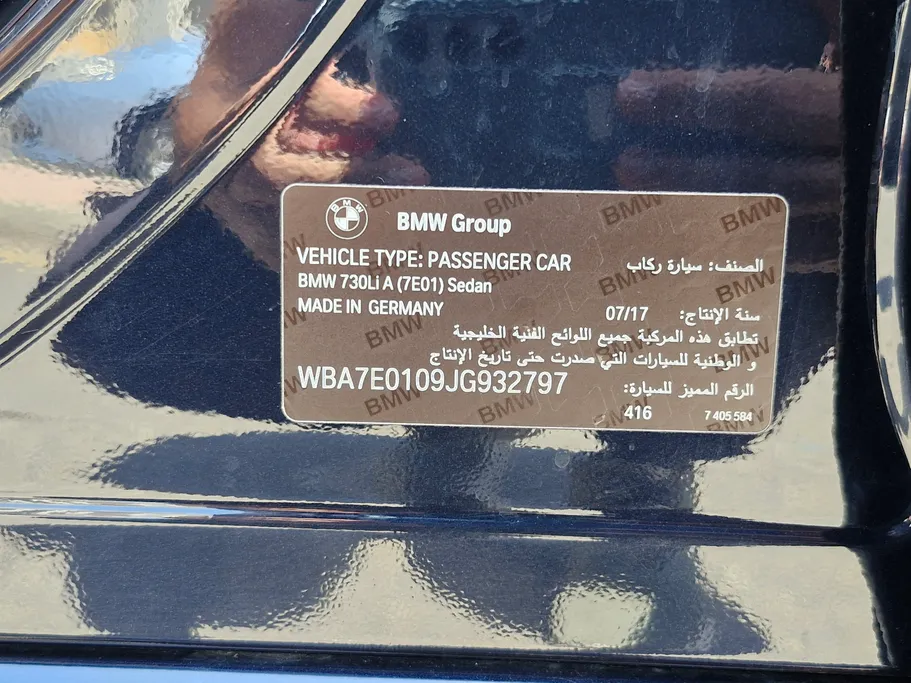 BMW Group
VEHICLE TYPE: PASSENGER CAR
الصنف: سيارة ركاب
BMW 730Li A (7E01) Sedan
MADE IN GERMANY
سنة الإنتاج: 07/17
تطابق هذه المركبة جميع اللوائح الفنية الخليجية
و الوطنية للسيارات التي صدرت حتى تاريخ الإنتاج
WBA7E0109JG932797
الرقم المميز للسيارة:
416
7 405 584